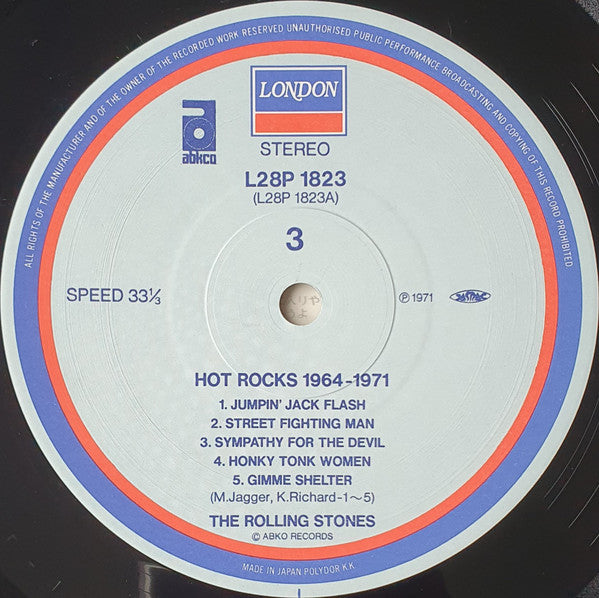 ALL RIGHTS OF THE MANUFACTURER AND OF THE OWNER OF THE RECORDED WORK RESERVED UNAUTHORISED PUBLIC PERFORMANCE BROADCASTING AND COPYING OF THIS RECORD PROHIBITED
LONDON
abkco
STEREO
L28P 1823
(L28P 1823A)
3
SPEED 33⅓
Ⓟ 1971
JASRAC
HOT ROCKS 1964-1971
1. JUMPIN' JACK FLASH
2. STREET FIGHTING MAN
3. SYMPATHY FOR THE DEVIL
4. HONKY TONK WOMEN
5. GIMME SHELTER
(M.Jagger, K.Richard-1~5)
THE ROLLING STONES
© ABKO RECORDS
MADE IN JAPAN POLYDOR K.K